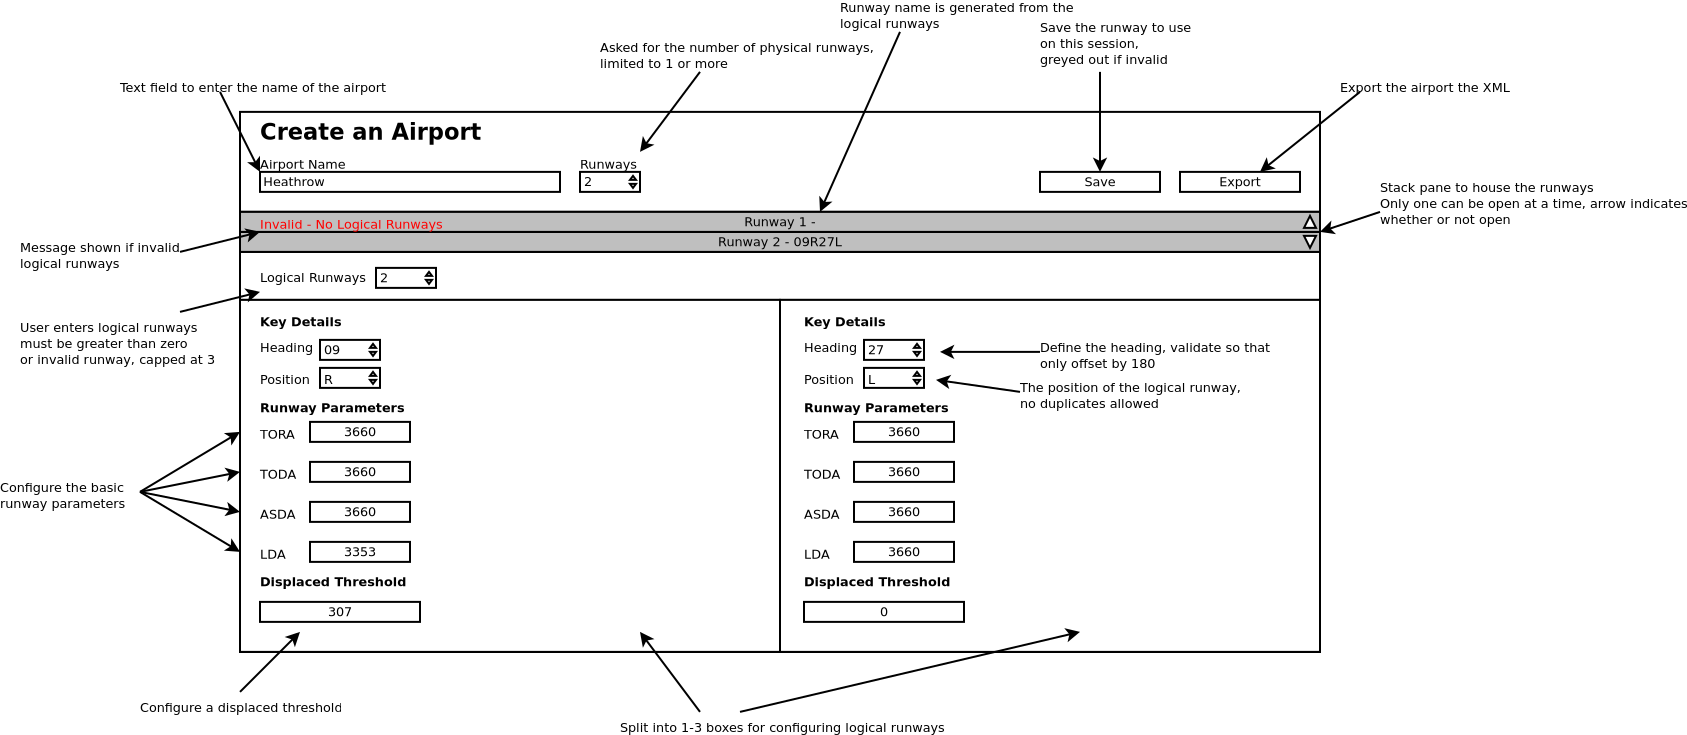 Runway name is generated from the
logical runways
Save the runway to use
on this session,
greyed out if invalid
Asked for the number of physical runways,
limited to 1 or more
Text field to enter the name of the airport
Export the airport the XML
Create an Airport
Airport Name
Runways
Heathrow
2
Save
Export
Stack pane to house the runways
Only one can be open at a time, arrow indicates
whether or not open
Invalid - No Logical Runways
Runway 1 -
Runway 2 - 09R27L
Message shown if invalid
logical runways
Logical Runways
2
User enters logical runways
must be greater than zero
or invalid runway, capped at 3
Key Details
Heading
09
Position
R
Runway Parameters
TORA
3660
TODA
3660
ASDA
3660
LDA
3353
Displaced Threshold
307
Key Details
Heading
27
Position
L
Runway Parameters
TORA
3660
TODA
3660
ASDA
3660
LDA
3660
Displaced Threshold
0
Define the heading, validate so that
only offset by 180
The position of the logical runway,
no duplicates allowed
Configure the basic
runway parameters
Configure a displaced threshold
Split into 1-3 boxes for configuring logical runways